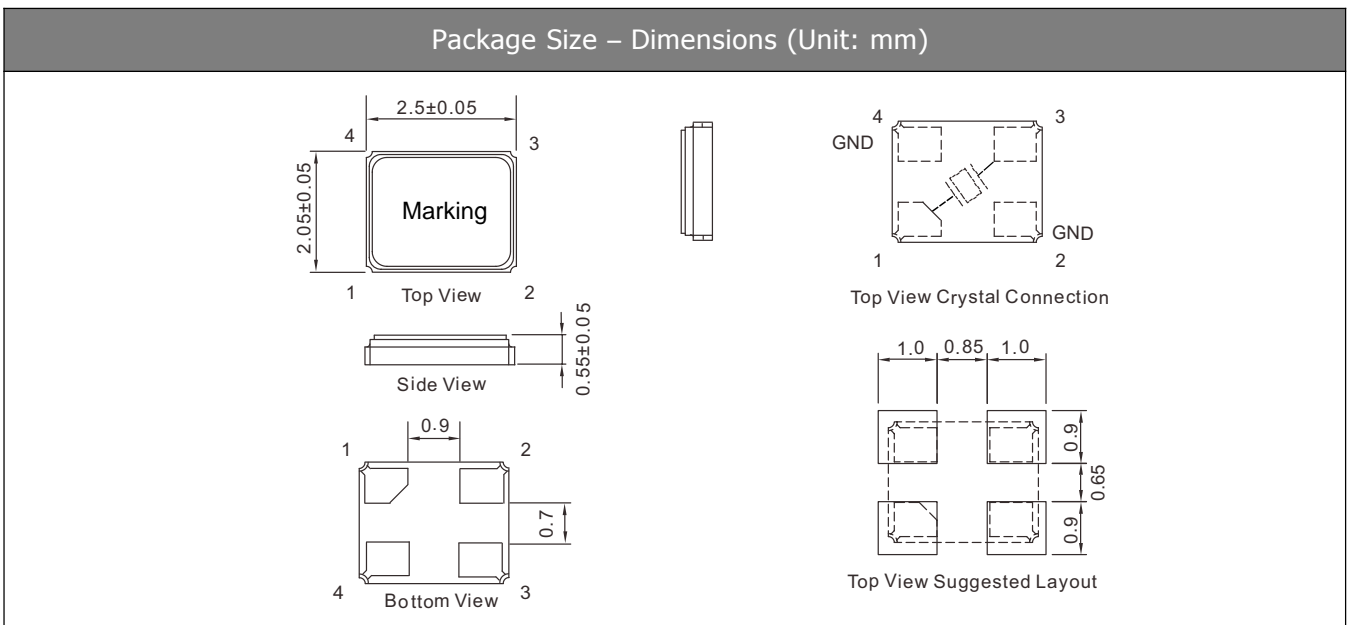 Package Size – Dimensions (Unit: mm)
2.5±0.05
4
3
2.05±0.05
Marking
1
Top View
2
0.55±0.05
Side View
0.9
1
2
0.7
4
Bottom View
3
4
3
GND
GND
1
2
Top View Crystal Connection
1.0 0.85 1.0
0.9
0.65
0.9
Top View Suggested Layout